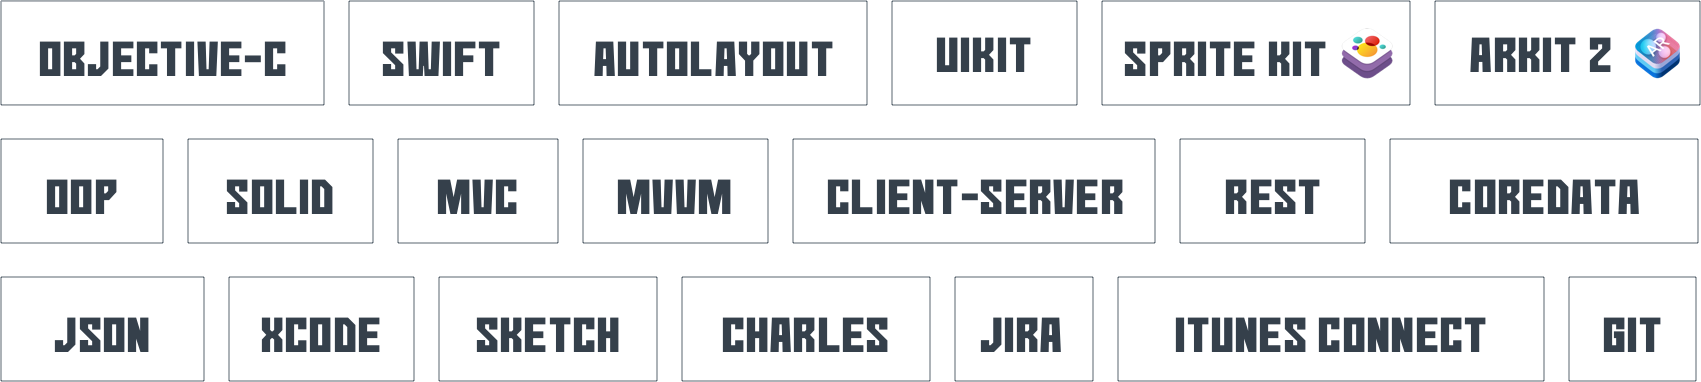 OBJECTIVE-C SWIFT AUTOLAYOUT UIKIT SPRITE KIT ARKIT 2
OOP SOLID MVC MVVM CLIENT-SERVER REST COREDATA
JSON XCODE SKETCH CHARLES JIRA ITUNES CONNECT GIT